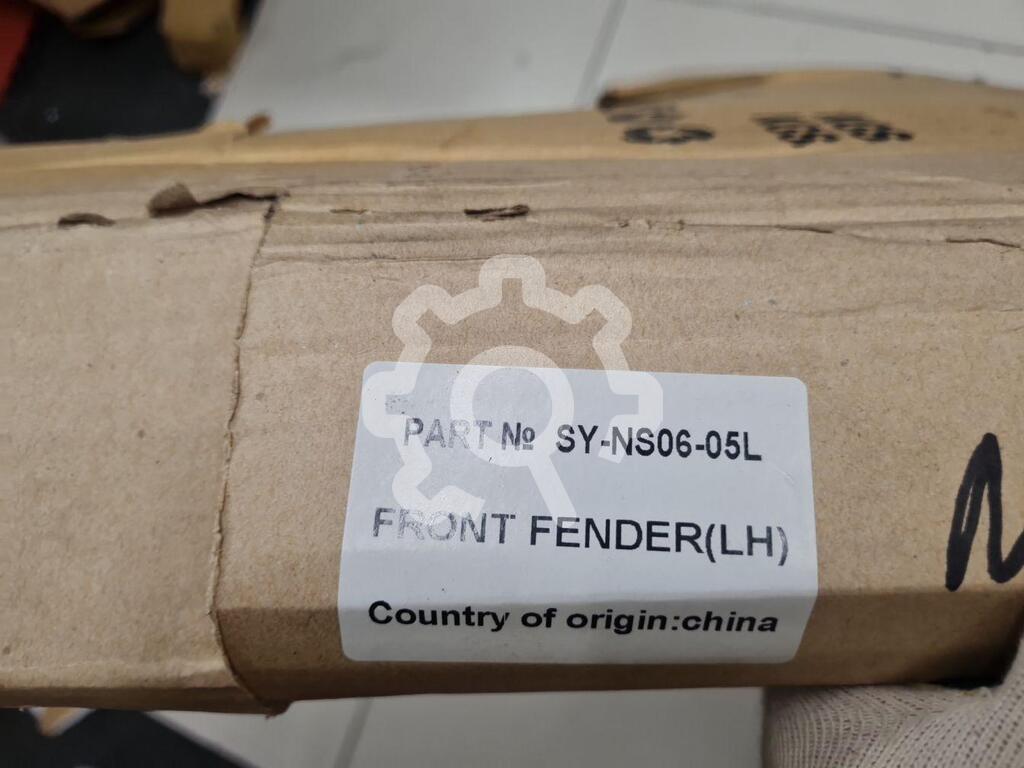 PART № SY-NS06-05L
FRONT FENDER(LH)
Country of origin:china